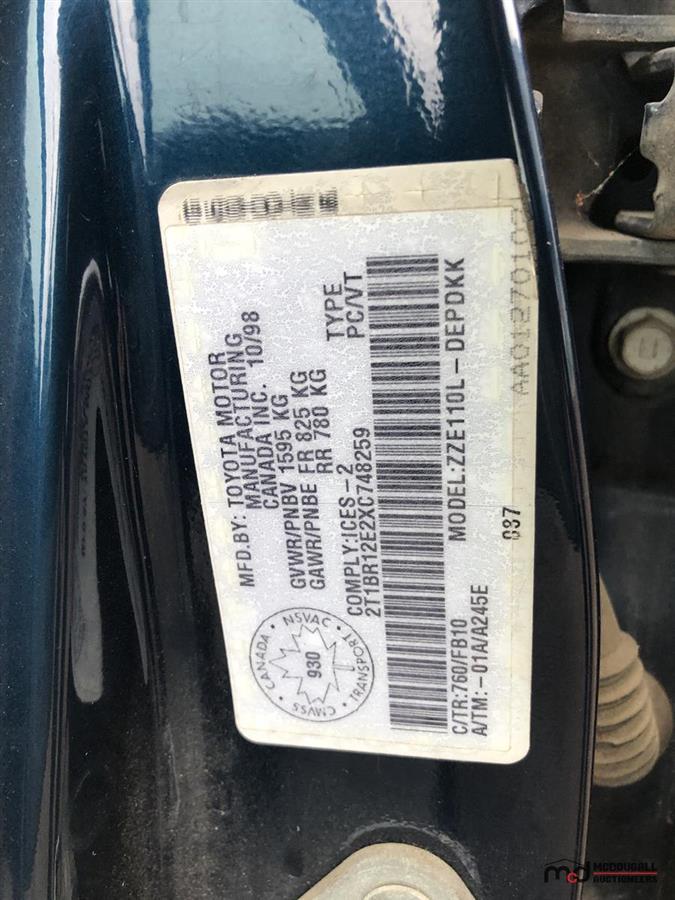 MFD.BY: TOYOTA MOTOR
MANUFACTURING
CANADA INC. 10/98
GVWR/PNBV 1595 KG
GAWR/PNBE FR 825 KG
RR 780 KG
TYPE
PC/VT
COMPLY:ICES-2
2T1BR12E2XC748259
MODEL:ZZE110L-DEPDKK
C/TR:760/FB10
A/TM:-01A/A245E
037
CANADA • NSVAC • TRANSPORT • CMVSS •
930
MCDOUGALL
AUCTIONEERS